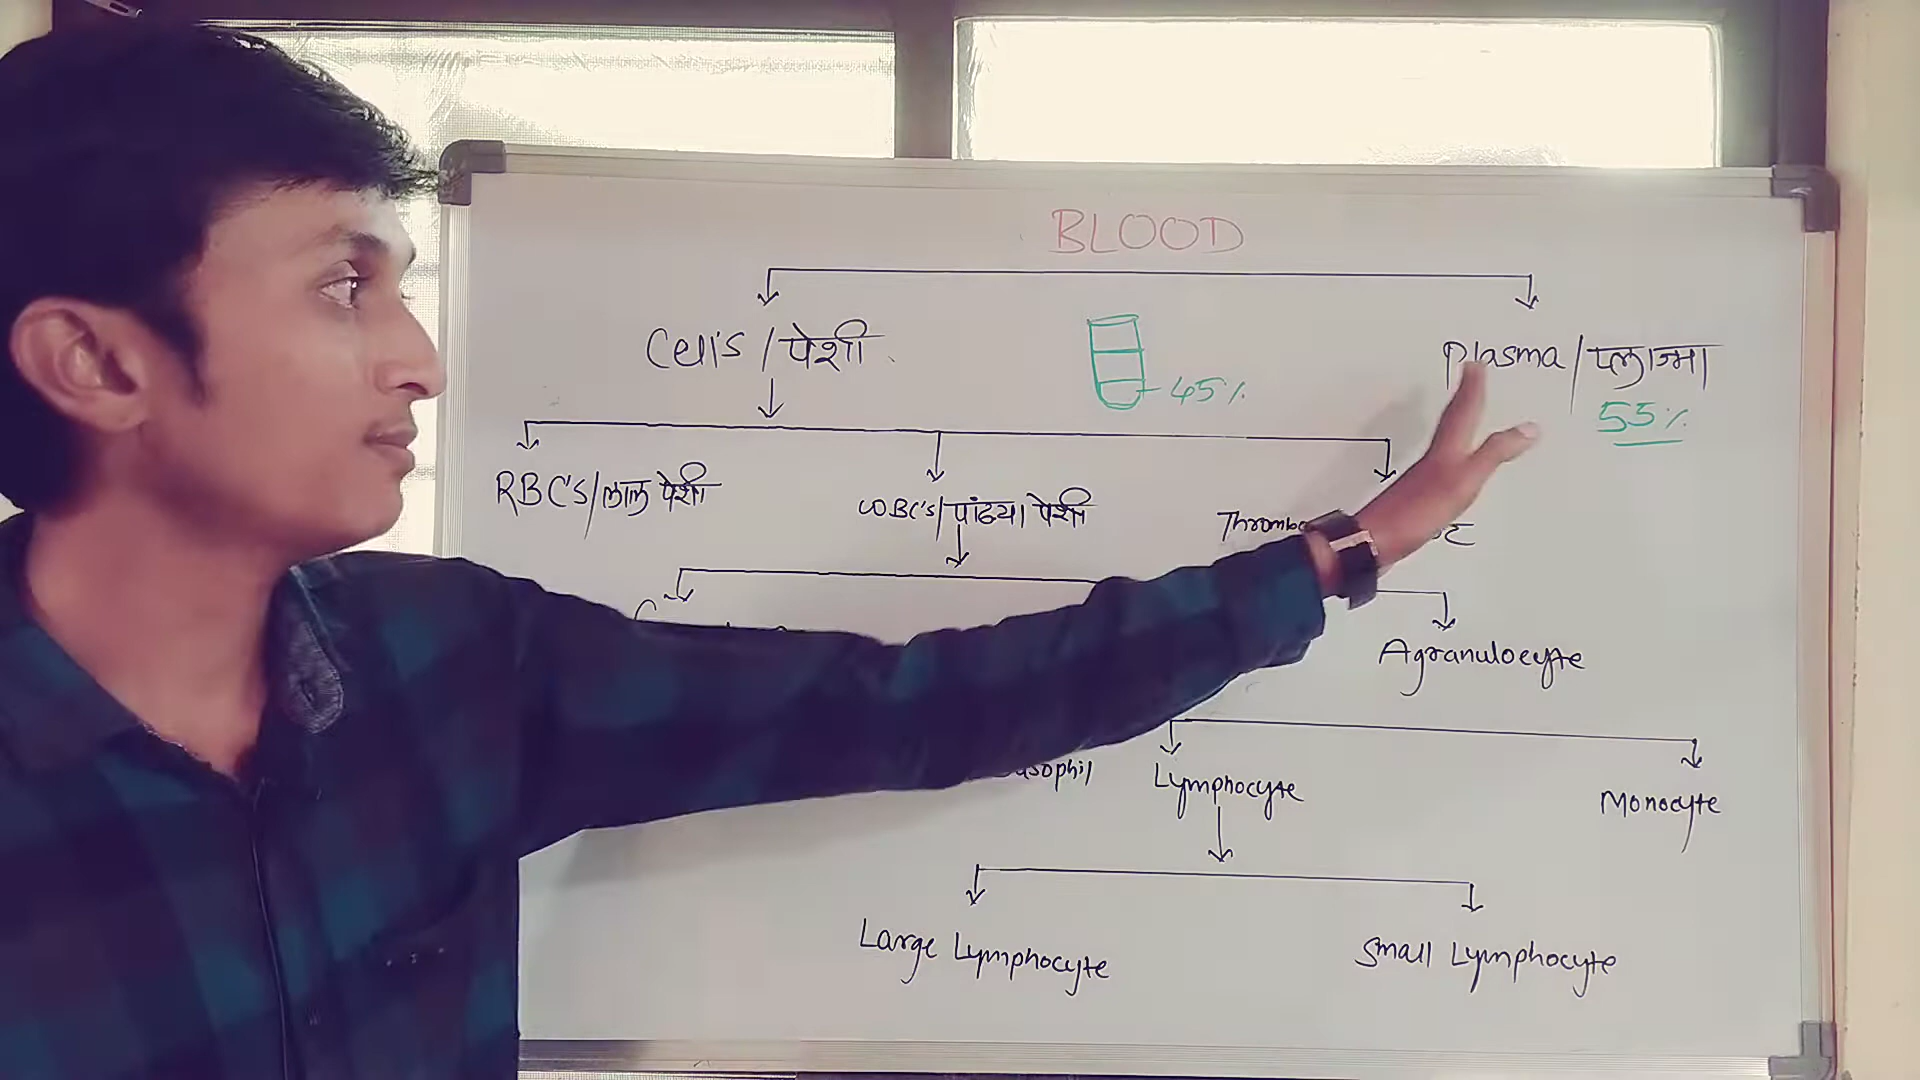 BLOOD
Cell's / पेशी
Plasma / प्लाज्मा
45%
55%
RBC's / लाल पेशी
WBC's / पांढऱ्या पेशी
Agranulocyte
Lymphocyte
Monocyte
Large Lymphocyte
Small Lymphocyte